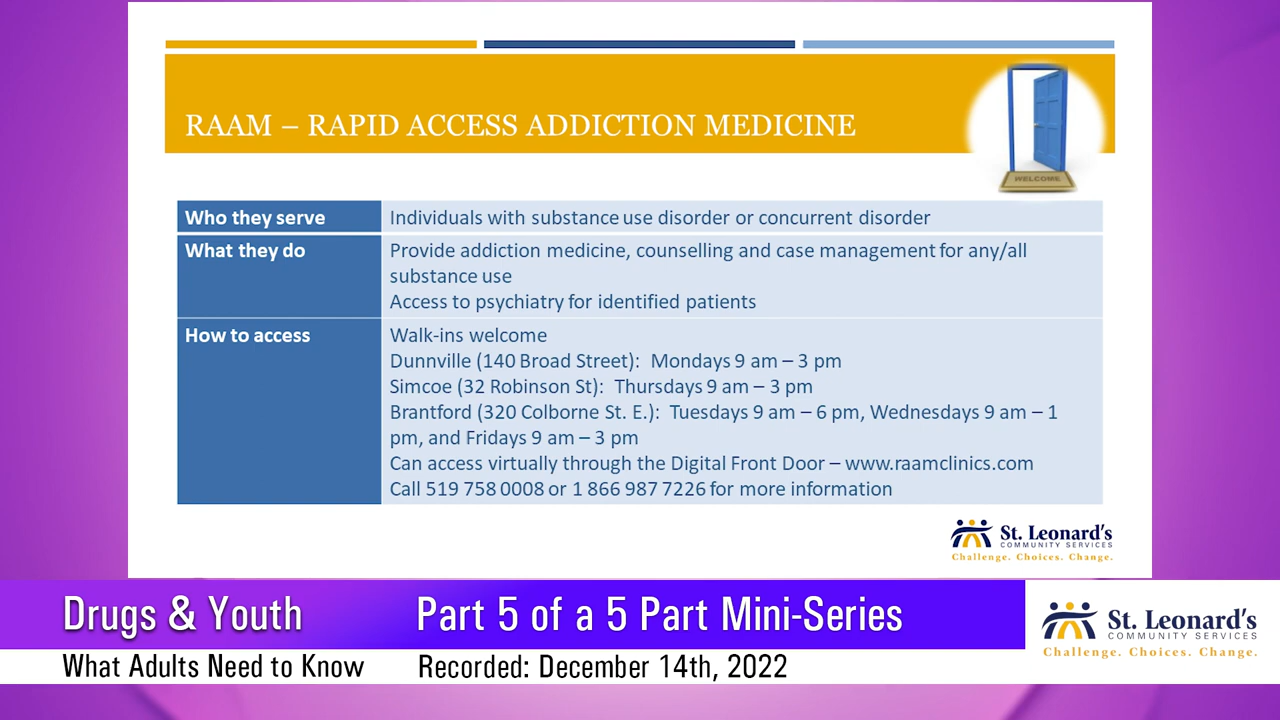 RAAM – RAPID ACCESS ADDICTION MEDICINE
WELCOME
Who they serve
Individuals with substance use disorder or concurrent disorder
What they do
Provide addiction medicine, counselling and case management for any/all
substance use
Access to psychiatry for identified patients
How to access
Walk-ins welcome
Dunnville (140 Broad Street): Mondays 9 am – 3 pm
Simcoe (32 Robinson St): Thursdays 9 am – 3 pm
Brantford (320 Colborne St. E.): Tuesdays 9 am – 6 pm, Wednesdays 9 am – 1
pm, and Fridays 9 am – 3 pm
Can access virtually through the Digital Front Door – www.raamclinics.com
Call 519 758 0008 or 1 866 987 7226 for more information
St. Leonard's
COMMUNITY SERVICES
Challenge. Choices. Change.
Drugs & Youth
Part 5 of a 5 Part Mini-Series
What Adults Need to Know
Recorded: December 14th, 2022
St. Leonard's
COMMUNITY SERVICES
Challenge. Choices. Change.